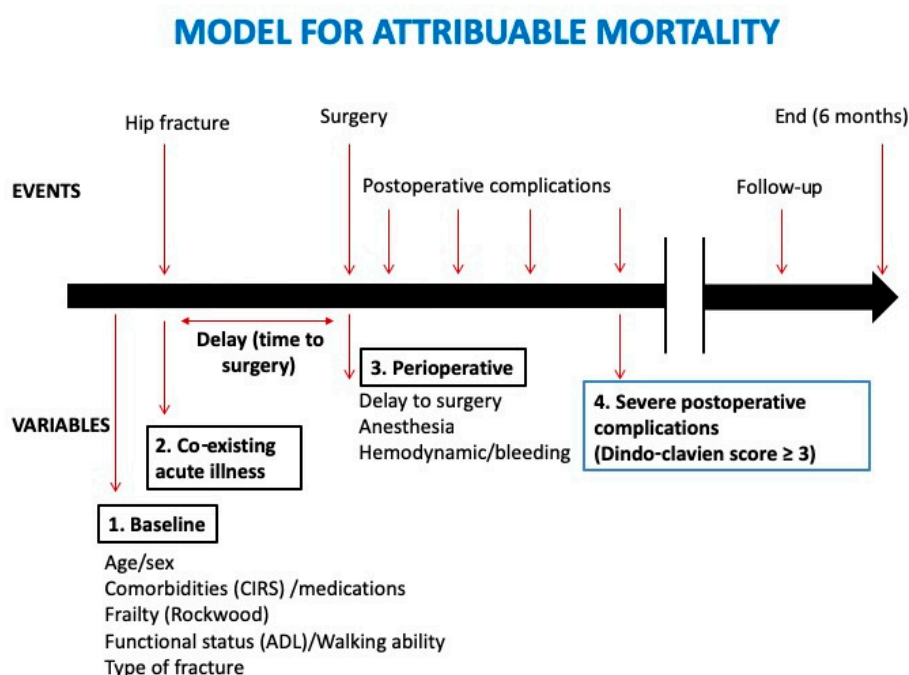 MODEL FOR ATTRIBUABLE MORTALITY
Hip fracture
Surgery
End (6 months)
Postoperative complications
Follow-up
EVENTS
Delay (time to
surgery)
3. Perioperative
Delay to surgery
Anesthesia
Hemodynamic/bleeding
4. Severe postoperative
complications
(Dindo-clavien score ≥ 3)
VARIABLES
2. Co-existing
acute illness
1. Baseline
Age/sex
Comorbidities (CIRS) /medications
Frailty (Rockwood)
Functional status (ADL)/Walking ability
Type of fracture